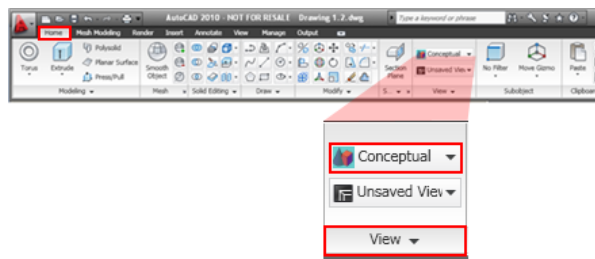 AutoCAD 2010 - NOT FOR RESALE Drawing 1.2.dwg Type a keyword or phrase
Home Mesh Modeling Render Insert Annotate View Manage Output
Torus Extrude Polysolid Planar Surface Press/Pull Smooth Object Section Plane Conceptual Unsaved View No Filter Move Gizmo Paste
Modeling Mesh Solid Editing Draw Modify S... View Subobject Clipboar
Conceptual
Unsaved View
View